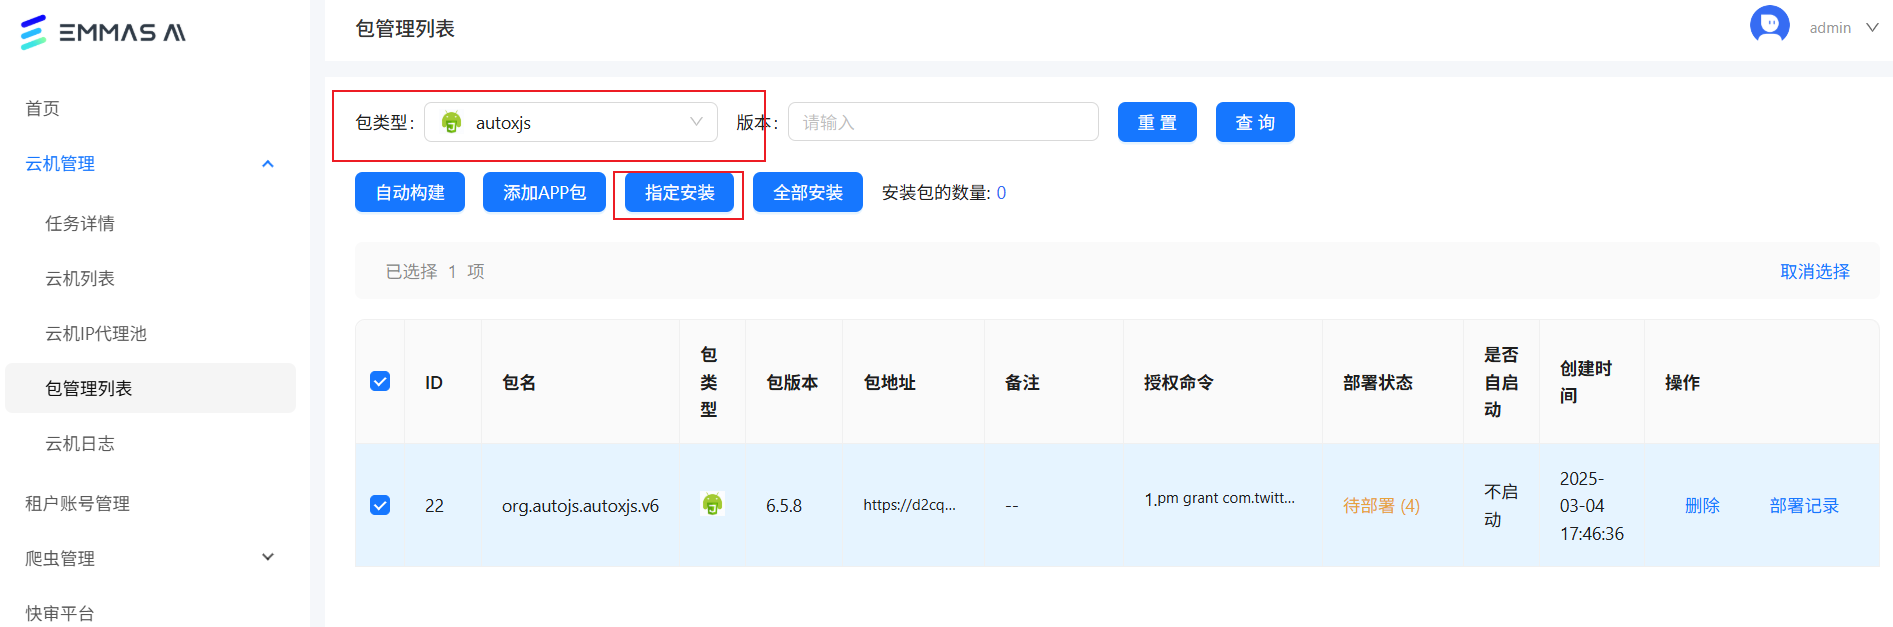 EMMAS AI
包管理列表
admin
首页
云机管理
任务详情
云机列表
云机IP代理池
包管理列表
云机日志
租户账号管理
爬虫管理
快审平台
包类型: autoxjs 版本: 请输入 重 置 查 询
自动构建 添加APP包 指定安装 全部安装 安装包的数量: 0
已选择 1 项 取消选择
ID 包名 包类型 包版本 包地址 备注 授权命令 部署状态 是否自启动 创建时间 操作
22 org.autojs.autoxjs.v6 6.5.8 https://d2cq... -- 1.pm grant com.twitt... 待部署 (4) 不启动 2025-03-04 17:46:36 删除 部署记录